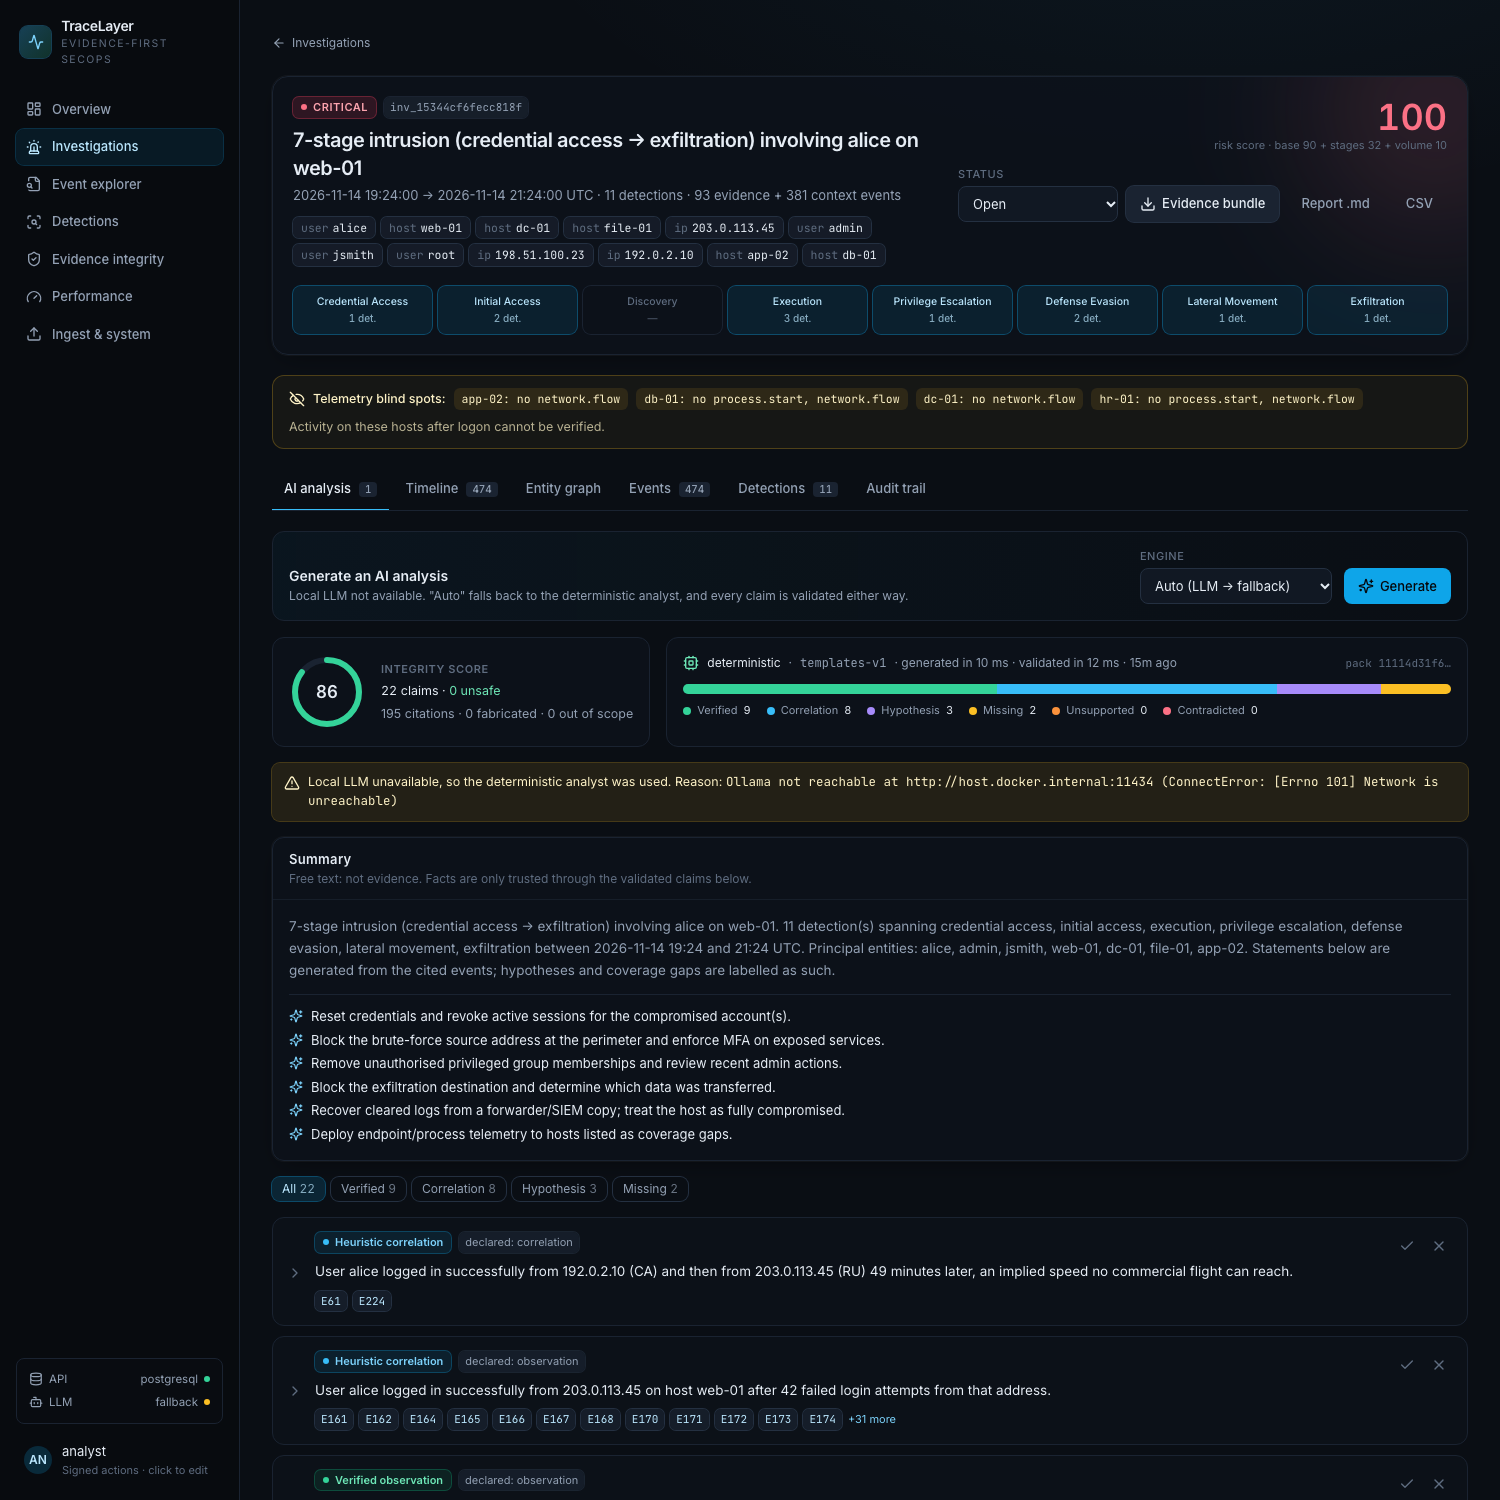 TraceLayer
EVIDENCE-FIRST
SECOPS
Overview
Investigations
Event explorer
Detections
Evidence integrity
Performance
Ingest & system
API postgresql
LLM fallback
AN analyst
Signed actions · click to edit
← Investigations
CRITICAL inv_15344cf6fecc818f
7-stage intrusion (credential access → exfiltration) involving alice on
web-01
2026-11-14 19:24:00 → 2026-11-14 21:24:00 UTC · 11 detections · 93 evidence + 381 context events
user alice host web-01 host dc-01 host file-01 ip 203.0.113.45 user admin
user jsmith user root ip 198.51.100.23 ip 192.0.2.10 host app-02 host db-01
100
risk score · base 90 + stages 32 + volume 10
STATUS
Open Evidence bundle Report .md CSV
Credential Access Initial Access Discovery Execution Privilege Escalation Defense Evasion Lateral Movement Exfiltration
1 det. 2 det. — 3 det. 1 det. 2 det. 1 det. 1 det.
Telemetry blind spots: app-02: no network.flow db-01: no process.start, network.flow dc-01: no network.flow hr-01: no process.start, network.flow
Activity on these hosts after logon cannot be verified.
AI analysis 1 Timeline 474 Entity graph Events 474 Detections 11 Audit trail
Generate an AI analysis
Local LLM not available. "Auto" falls back to the deterministic analyst, and every claim is validated either way.
ENGINE
Auto (LLM → fallback) Generate
86
INTEGRITY SCORE
22 claims · 0 unsafe
195 citations · 0 fabricated · 0 out of scope
deterministic · templates-v1 · generated in 10 ms · validated in 12 ms · 15m ago pack 11114d31f6…
Verified 9 Correlation 8 Hypothesis 3 Missing 2 Unsupported 0 Contradicted 0
Local LLM unavailable, so the deterministic analyst was used. Reason: Ollama not reachable at http://host.docker.internal:11434 (ConnectError: [Errno 101] Network is
unreachable)
Summary
Free text: not evidence. Facts are only trusted through the validated claims below.
7-stage intrusion (credential access → exfiltration) involving alice on web-01. 11 detection(s) spanning credential access, initial access, execution, privilege escalation, defense
evasion, lateral movement, exfiltration between 2026-11-14 19:24 and 21:24 UTC. Principal entities: alice, admin, jsmith, web-01, dc-01, file-01, app-02. Statements below are
generated from the cited events; hypotheses and coverage gaps are labelled as such.
Reset credentials and revoke active sessions for the compromised account(s).
Block the brute-force source address at the perimeter and enforce MFA on exposed services.
Remove unauthorised privileged group memberships and review recent admin actions.
Block the exfiltration destination and determine which data was transferred.
Recover cleared logs from a forwarder/SIEM copy; treat the host as fully compromised.
Deploy endpoint/process telemetry to hosts listed as coverage gaps.
All 22 Verified 9 Correlation 8 Hypothesis 3 Missing 2
Heuristic correlation declared: correlation
User alice logged in successfully from 192.0.2.10 (CA) and then from 203.0.113.45 (RU) 49 minutes later, an implied speed no commercial flight can reach.
E61 E224
Heuristic correlation declared: observation
User alice logged in successfully from 203.0.113.45 on host web-01 after 42 failed login attempts from that address.
E161 E162 E164 E165 E166 E167 E168 E170 E171 E172 E173 E174 +31 more
Verified observation declared: observation